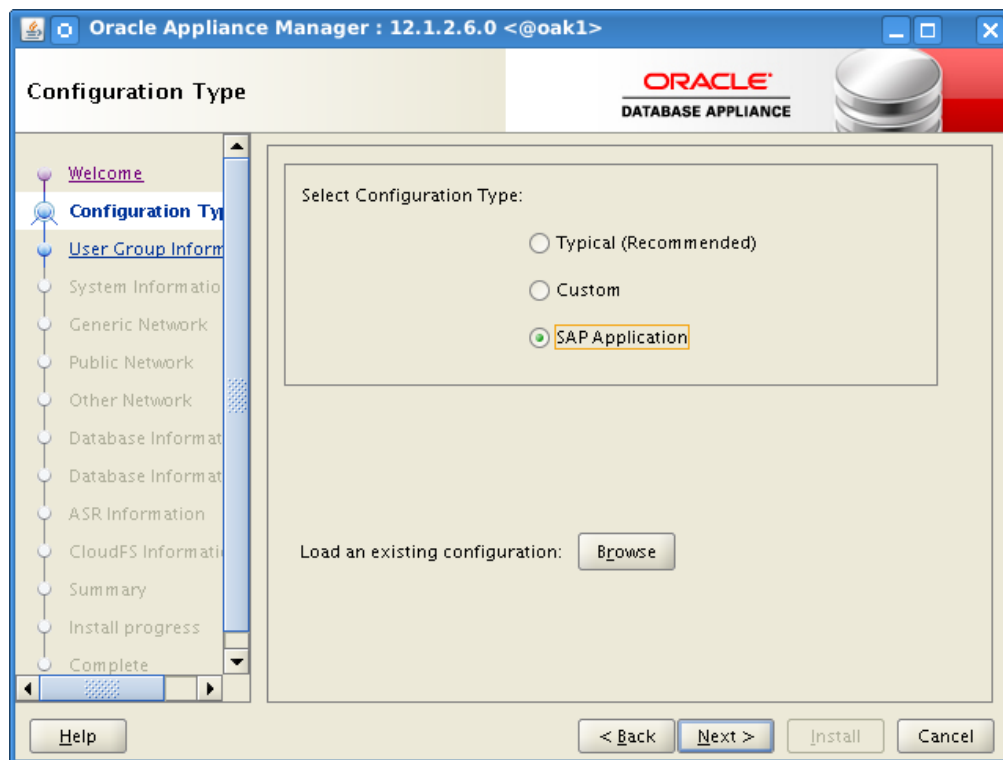 Oracle Appliance Manager : 12.1.2.6.0 <@oak1>
Configuration Type
ORACLE
DATABASE APPLIANCE
Welcome
Configuration Ty
User Group Inform
System Informatio
Generic Network
Public Network
Other Network
Database Informat
Database Informat
ASR Information
CloudFS Informati
Summary
Install progress
Complete
Select Configuration Type:
Typical (Recommended)
Custom
SAP Application
Load an existing configuration: Browse
Help < Back Next > Install Cancel